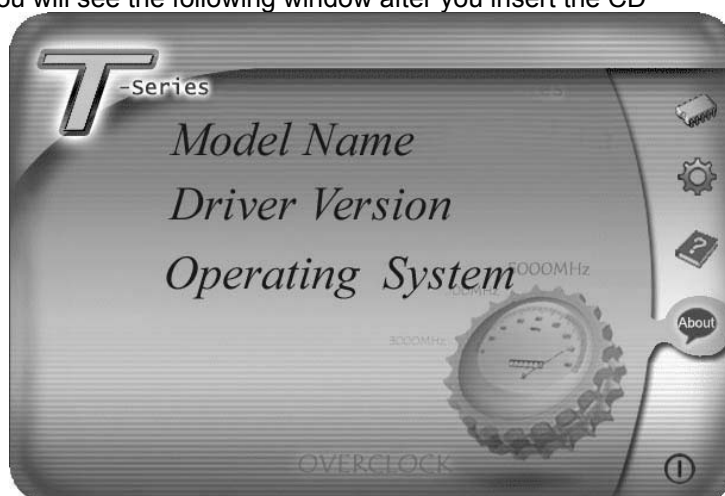 ou will see the following window after you insert the CD
T-Series
Model Name
Driver Version
Operating System
5000MHz
3000MHz
About
OVERCLOCK